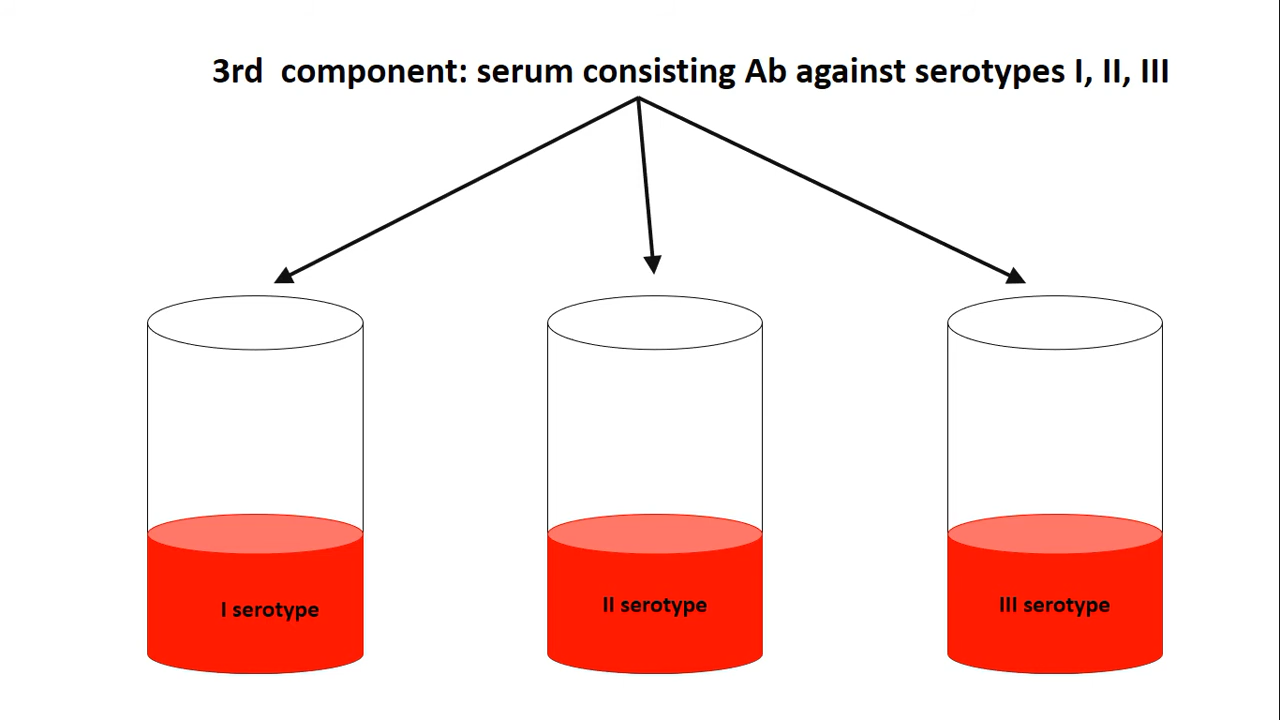 3rd  component: serum consisting Ab against serotypes I, II, III
I serotype
II serotype
III serotype